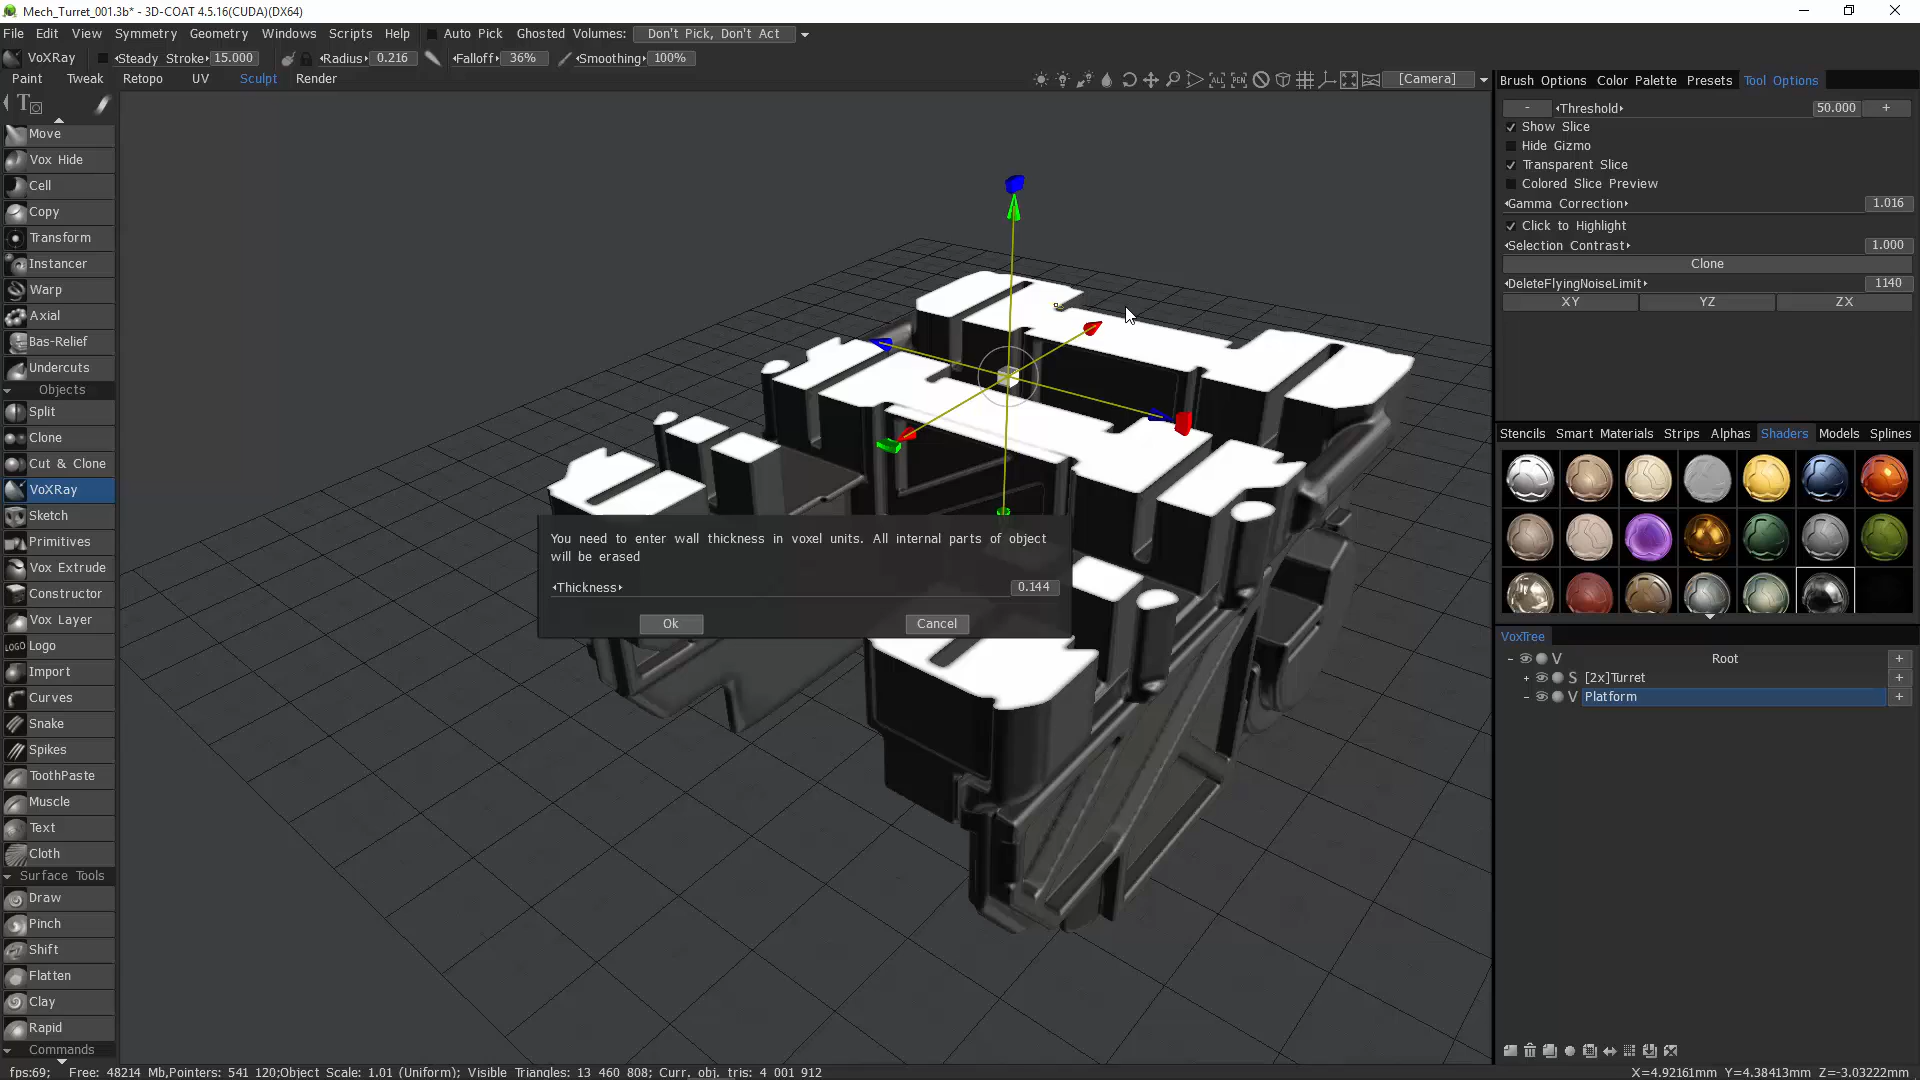 Mech_Turret_001.3b* - 3D-COAT 4.5.16(CUDA)(DX64)
File Edit View Symmetry Geometry Windows Scripts Help Auto Pick Ghosted Volumes: Don't Pick, Don't Act
VoXRay Steady Stroke 15.000 Radius 0.216 Falloff 36% Smoothing 100%
Paint Tweak Retopo UV Sculpt Render [Camera]
Move
Vox Hide
Cell
Copy
Transform
Instancer
Warp
Axial
Bas-Relief
Undercuts
Objects
Split
Clone
Cut & Clone
VoXRay
Sketch
Primitives
Vox Extrude
Constructor
Vox Layer
LOGO Logo
Import
Curves
Snake
Spikes
ToothPaste
Muscle
Text
Cloth
Surface Tools
Draw
Pinch
Shift
Flatten
Clay
Rapid
Commands
You need to enter wall thickness in voxel units. All internal parts of object
will be erased
Thickness 0.144
Ok Cancel
Brush Options Color Palette Presets Tool Options
- Threshold 50.000 +
Show Slice
Hide Gizmo
Transparent Slice
Colored Slice Preview
Gamma Correction 1.016
Click to Highlight
Selection Contrast 1.000
Clone
DeleteFlyingNoiseLimit 1140
XY YZ ZX
Stencils Smart Materials Strips Alphas Shaders Models Splines
VoxTree
- V Root +
+ S [2x]Turret +
- V Platform +
fps:69; Free: 48214 Mb,Pointers: 541 120;Object Scale: 1.01 (Uniform); Visible Triangles: 13 460 808; Curr. obj. tris: 4 001 912
X=4.92161mm Y=4.38413mm Z=-3.03222mm